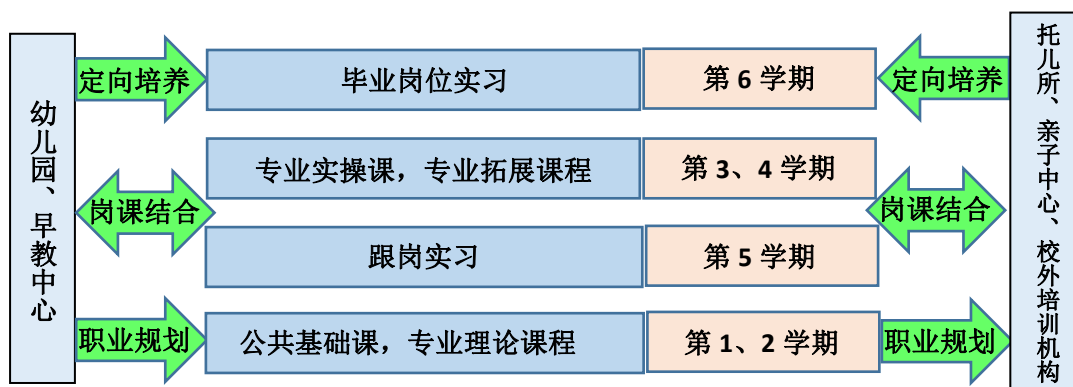 幼儿园、早教中心
定向培养
毕业岗位实习
第 6 学期
定向培养
专业实操课，专业拓展课程
第 3、4 学期
岗课结合
岗课结合
跟岗实习
第 5 学期
职业规划
公共基础课，专业理论课程
第 1、2 学期
职业规划
托儿所、亲子中心、校外培训机构